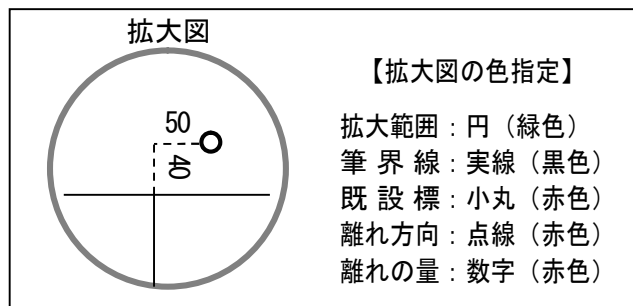 拡大図
50
40
【拡大図の色指定】
拡大範囲：円（緑色）
筆 界 線：実線（黒色）
既 設 標：小丸（赤色）
離れ方向：点線（赤色）
離れの量：数字（赤色）